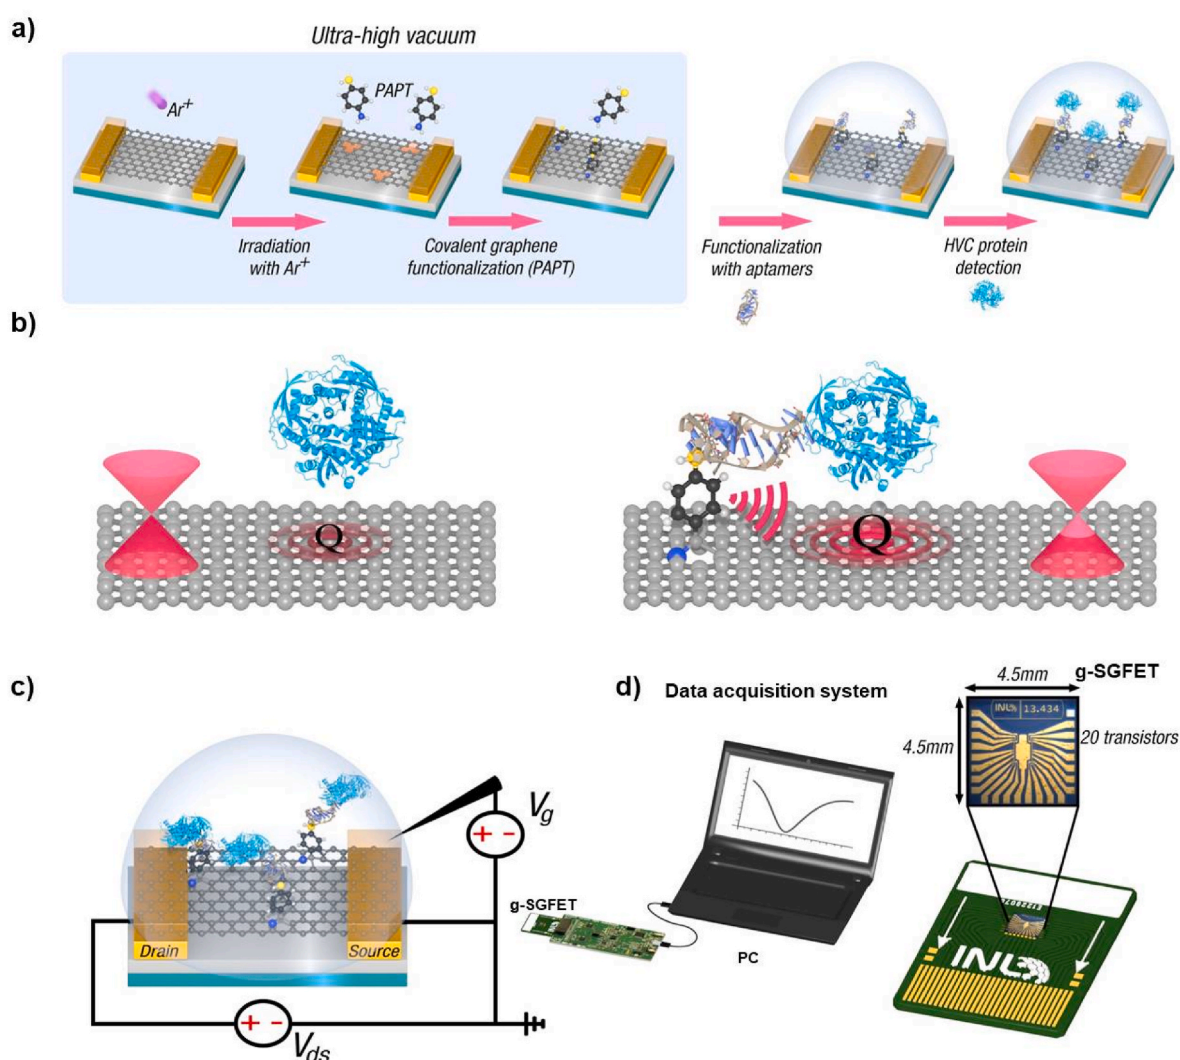 a)
Ultra-high vacuum
Ar+
PAPT
Irradiation
with Ar+
Covalent graphene
functionalization (PAPT)
Functionalization
with aptamers
HVC protein
detection
b)
Q
Q
c)
Vg
+ -
Drain
Source
+ -
Vds
d)
Data acquisition system
g-SGFET
PC
4.5mm
g-SGFET
4.5mm
INL
13.434
20 transistors
INL